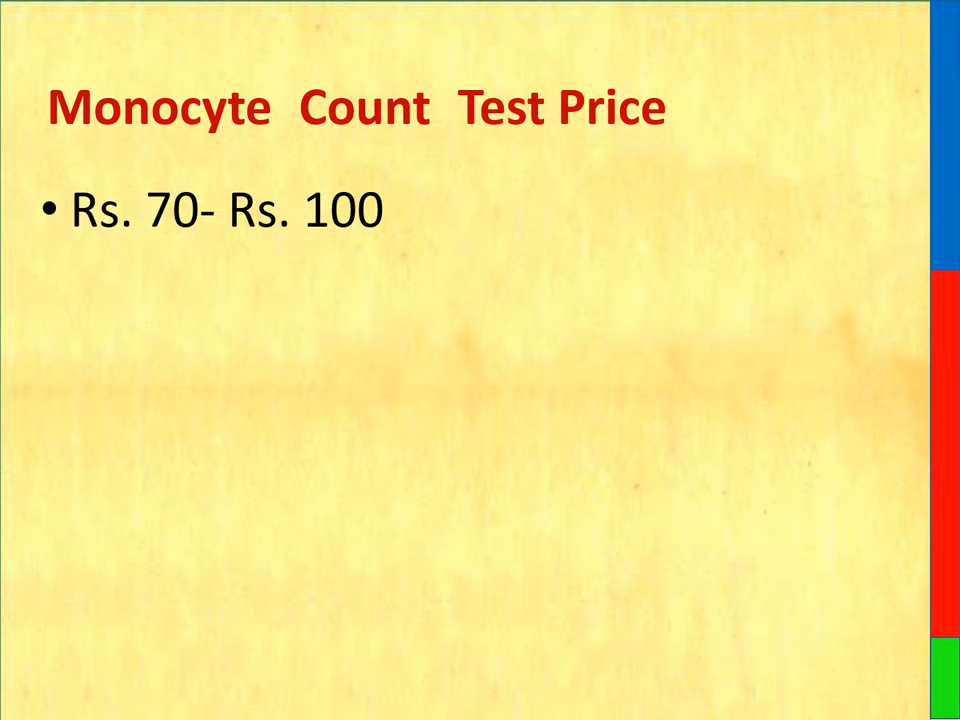 Monocyte Count Test Price
• Rs. 70- Rs. 100